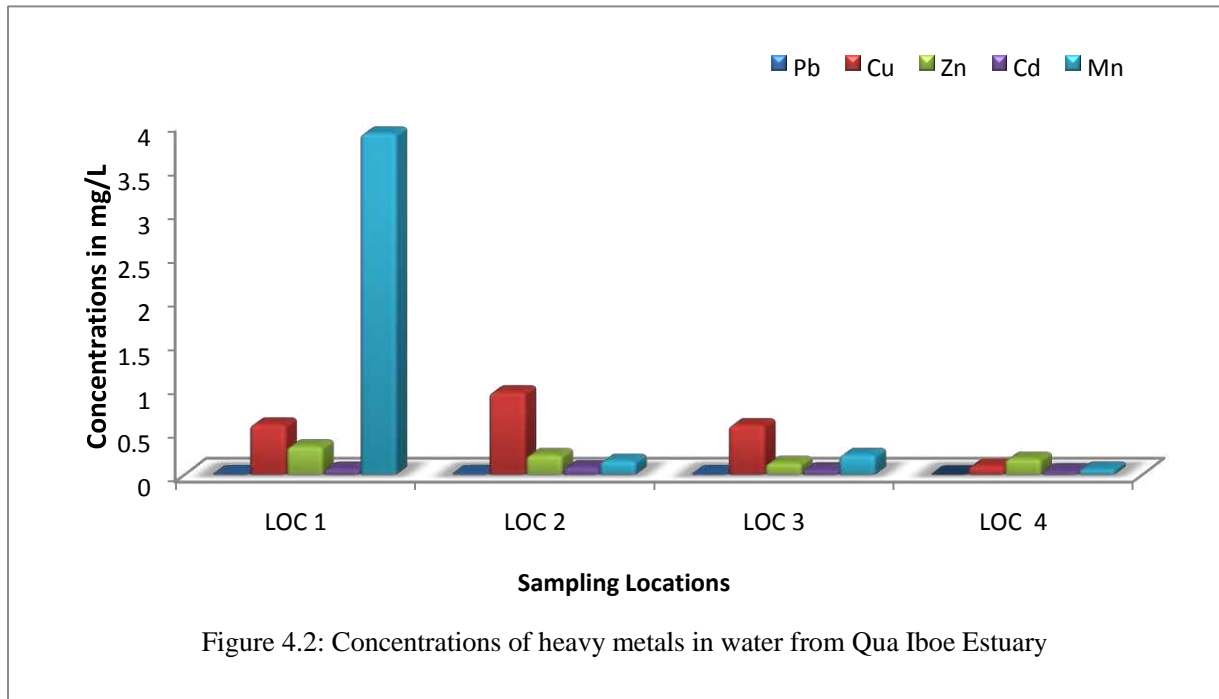 Pb Cu Zn Cd Mn
Concentrations in mg/L
4
3.5
3
2.5
2
1.5
1
0.5
0
LOC 1 LOC 2 LOC 3 LOC 4
Sampling Locations
Figure 4.2: Concentrations of heavy metals in water from Qua Iboe Estuary